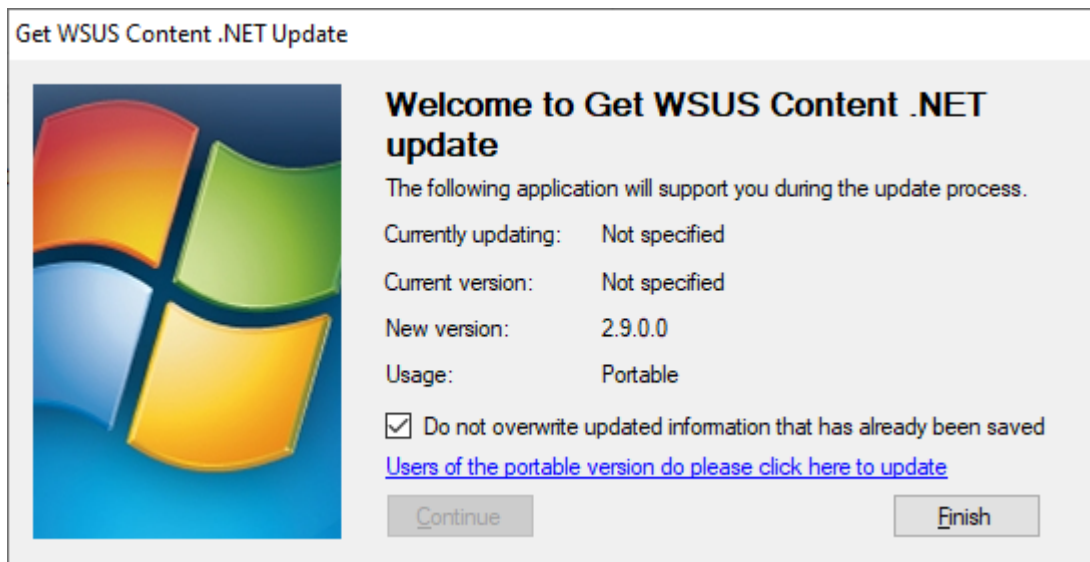 Get WSUS Content .NET Update
Welcome to Get WSUS Content .NET
update
The following application will support you during the update process.
Currently updating: Not specified
Current version: Not specified
New version: 2.9.0.0
Usage: Portable
Do not overwrite updated information that has already been saved
Users of the portable version do please click here to update
Continue Finish